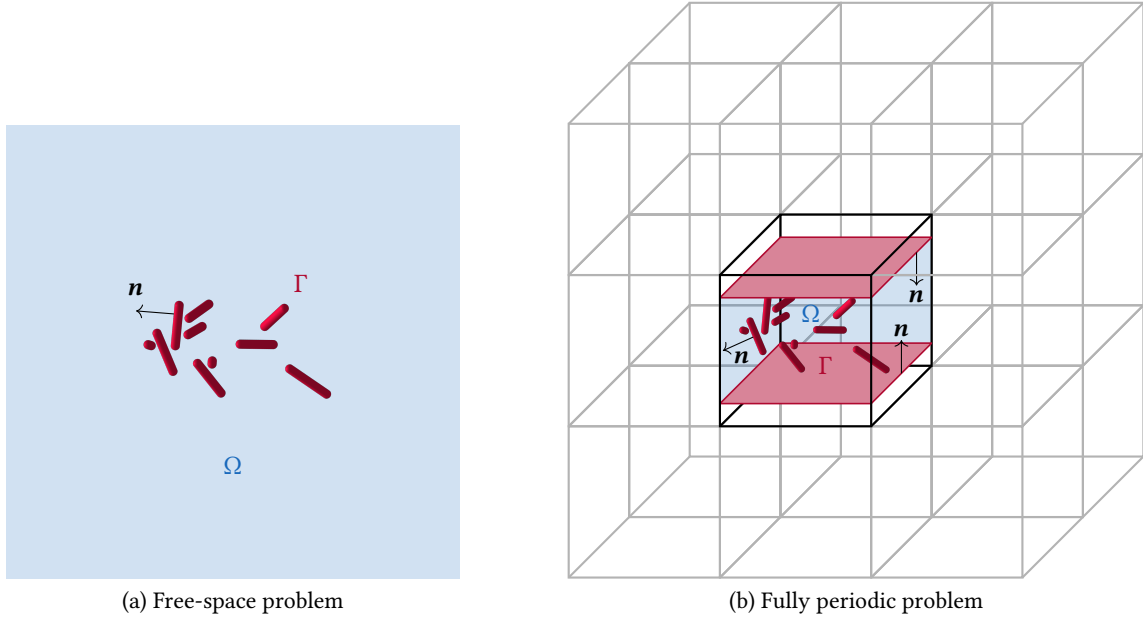 n
Γ
Ω
(a) Free-space problem
n
n
n
Ω
Γ
(b) Fully periodic problem